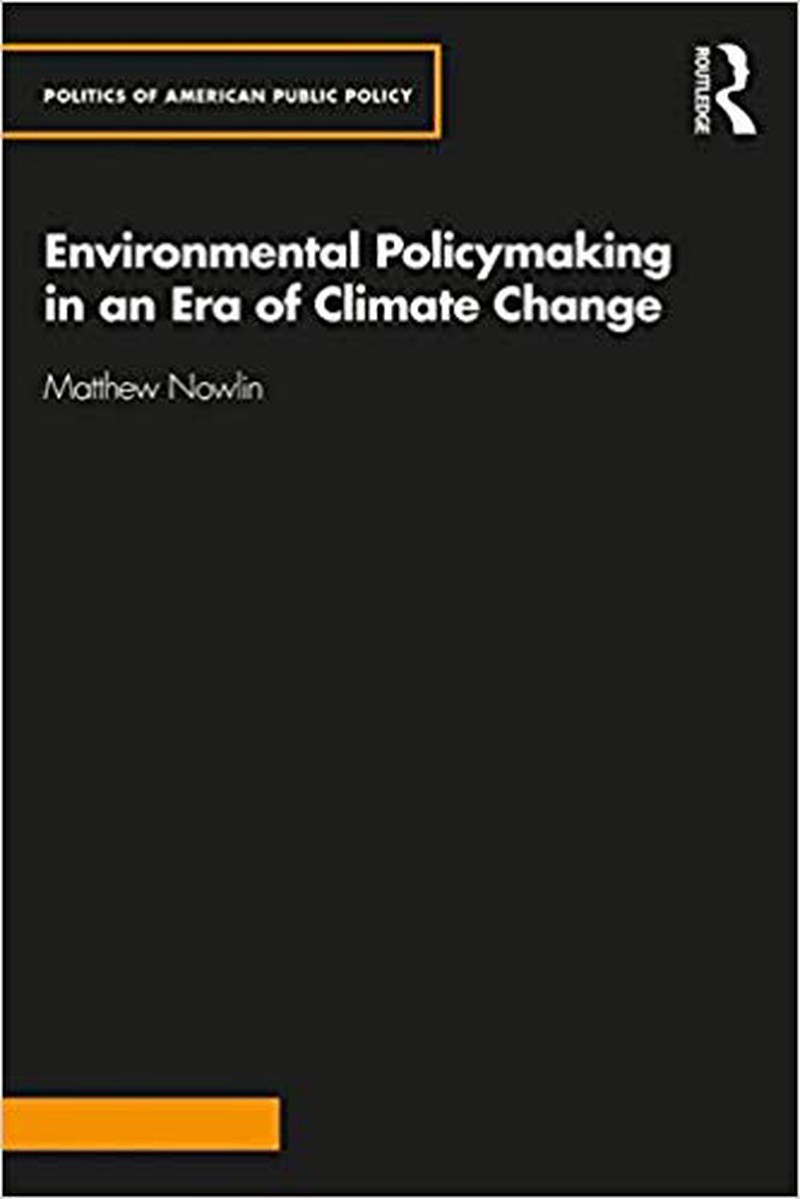 POLITICS OF AMERICAN PUBLIC POLICY
ROUTLEDGE
Environmental Policymaking
in an Era of Climate Change
Matthew Nowlin